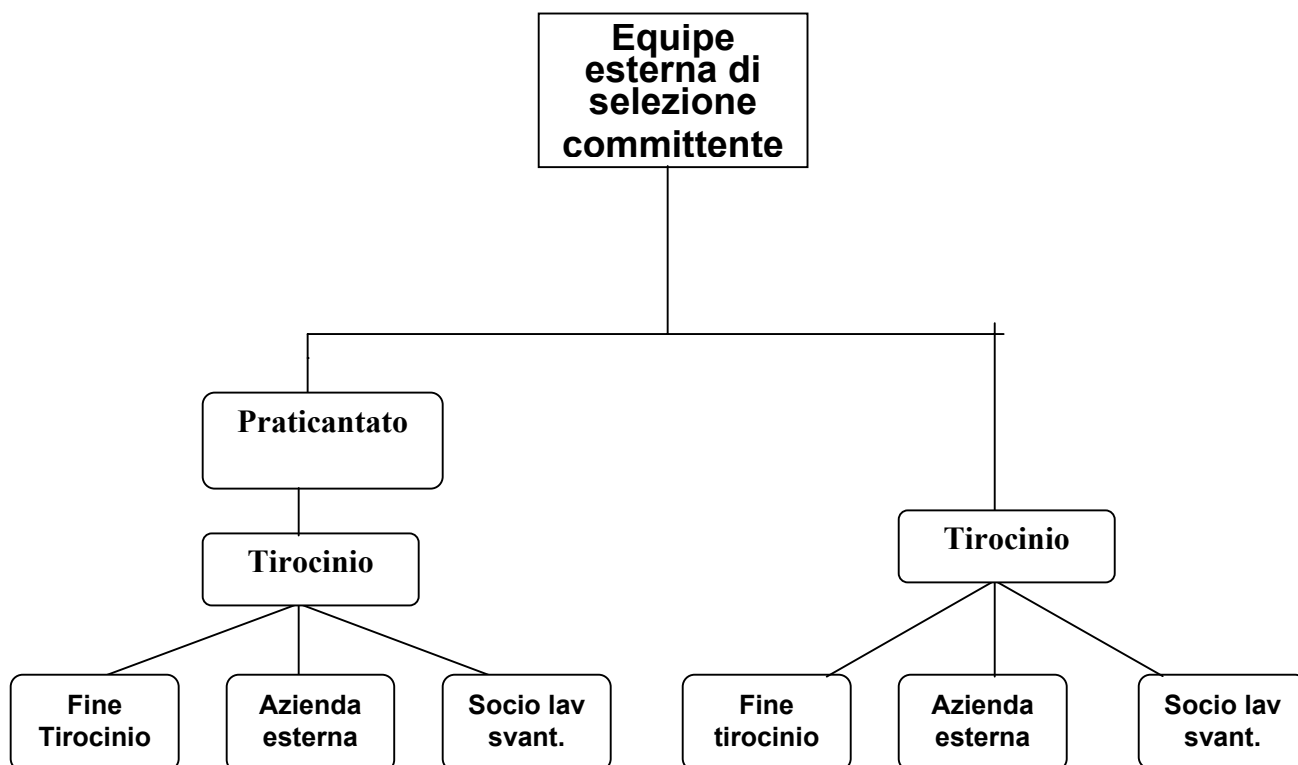 Equipe
esterna di
selezione
committente
Praticantato
Tirocinio
Tirocinio
Fine
Tirocinio
Azienda
esterna
Socio lav
svant.
Fine
tirocinio
Azienda
esterna
Socio lav
svant.